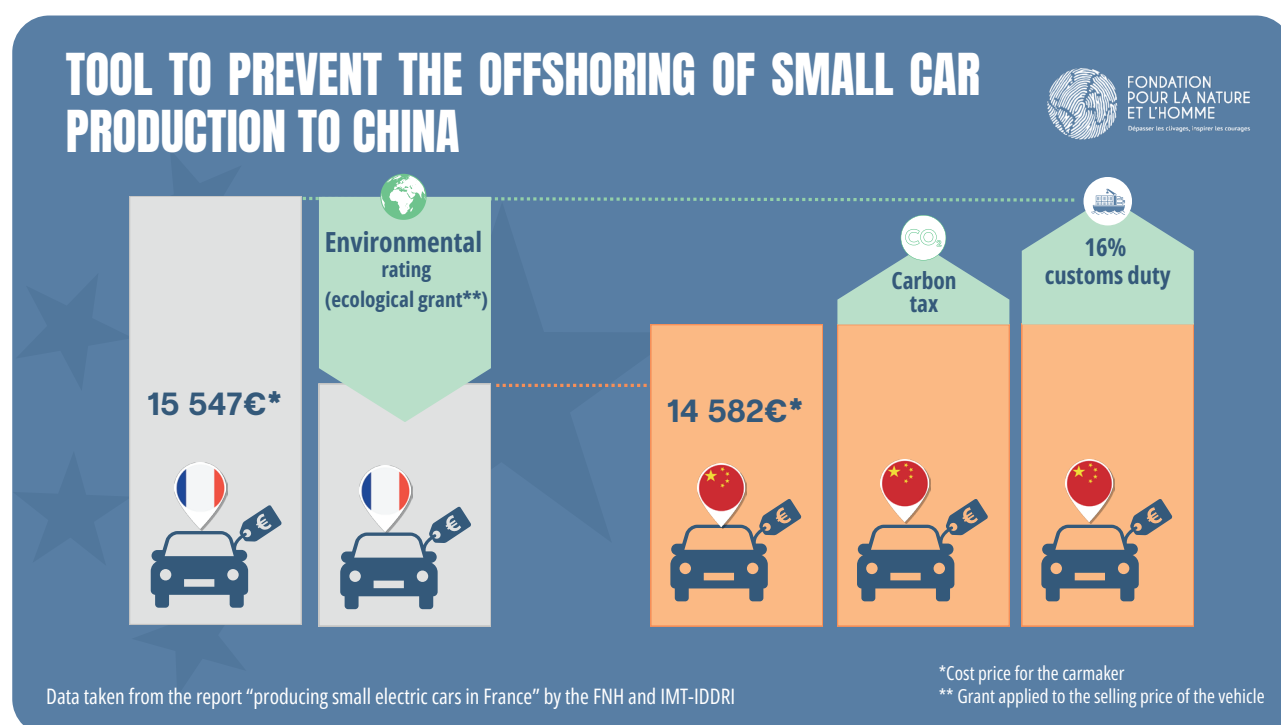 TOOL TO PREVENT THE OFFSHORING OF SMALL CAR
PRODUCTION TO CHINA
FONDATION
POUR LA NATURE
ET L'HOMME
Dépasser les clivages, inspirer les courages
Environmental
rating
(ecological grant**)
CO₂
Carbon
tax
16%
customs duty
15 547€*
14 582€*
€
€
€
€
€
Data taken from the report “producing small electric cars in France” by the FNH and IMT-IDDRI
*Cost price for the carmaker
** Grant applied to the selling price of the vehicle